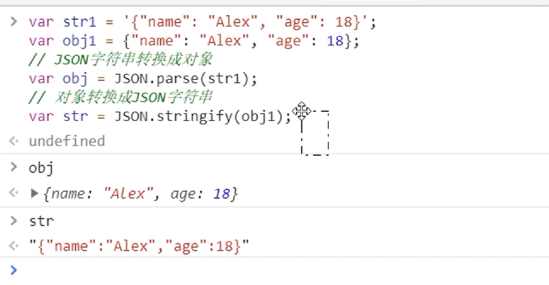 var str1 = '{"name": "Alex", "age": 18}';
var obj1 = {"name": "Alex", "age": 18};
// JSON字符串转换成对象
var obj = JSON.parse(str1);
// 对象转换成JSON字符串
var str = JSON.stringify(obj1);
undefined
obj
{name: "Alex", age: 18}
str
"{"name":"Alex","age":18}"